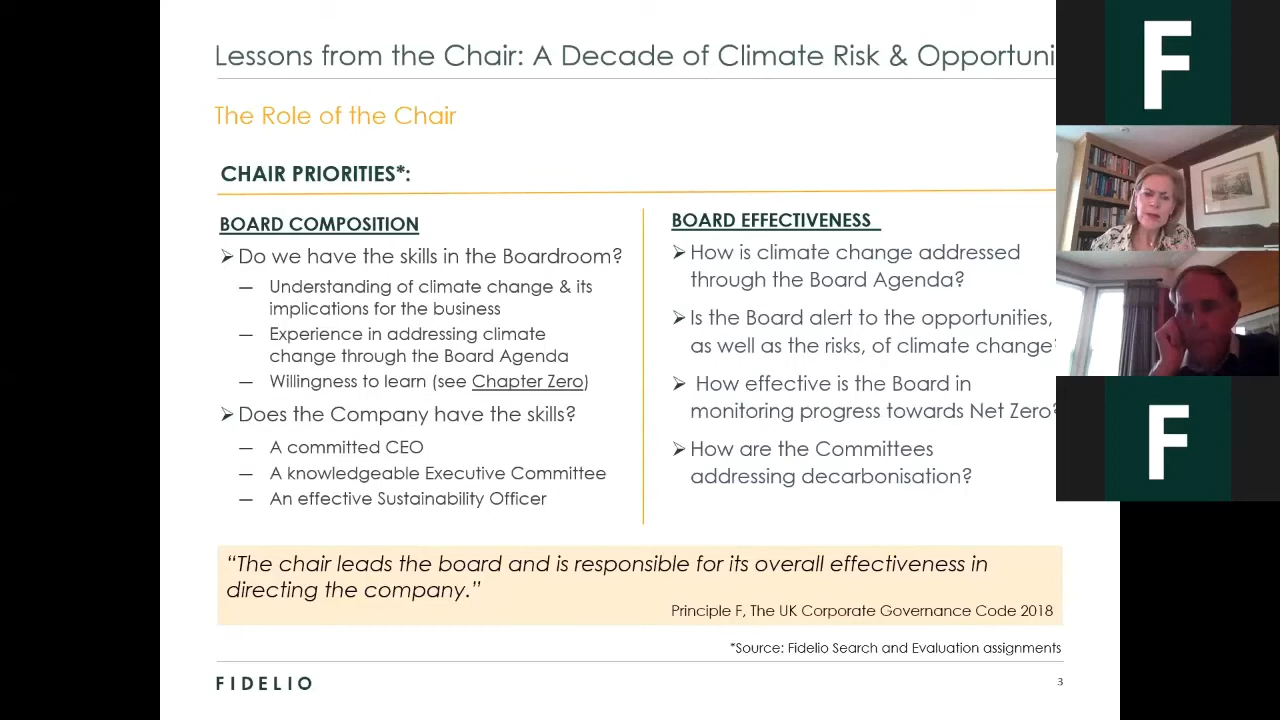 Lessons from the Chair: A Decade of Climate Risk & Opportuni
The Role of the Chair
CHAIR PRIORITIES*:
BOARD COMPOSITION
Do we have the skills in the Boardroom?
— Understanding of climate change & its
implications for the business
— Experience in addressing climate
change through the Board Agenda
— Willingness to learn (see Chapter Zero)
Does the Company have the skills?
— A committed CEO
— A knowledgeable Executive Committee
— An effective Sustainability Officer
BOARD EFFECTIVENESS
How is climate change addressed
through the Board Agenda?
Is the Board alert to the opportunities,
as well as the risks, of climate change?
How effective is the Board in
monitoring progress towards Net Zero?
How are the Committees
addressing decarbonisation?
“The chair leads the board and is responsible for its overall effectiveness in
directing the company.”
Principle F, The UK Corporate Governance Code 2018
*Source: Fidelio Search and Evaluation assignments
FIDELIO
3
F
F